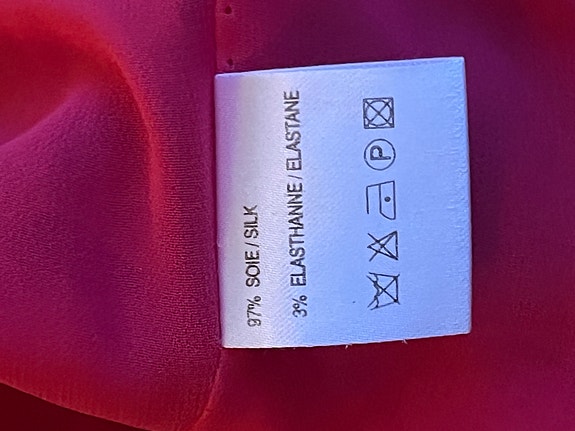 97% SOIE / SILK
3% ELASTHANNE / ELASTANE
P